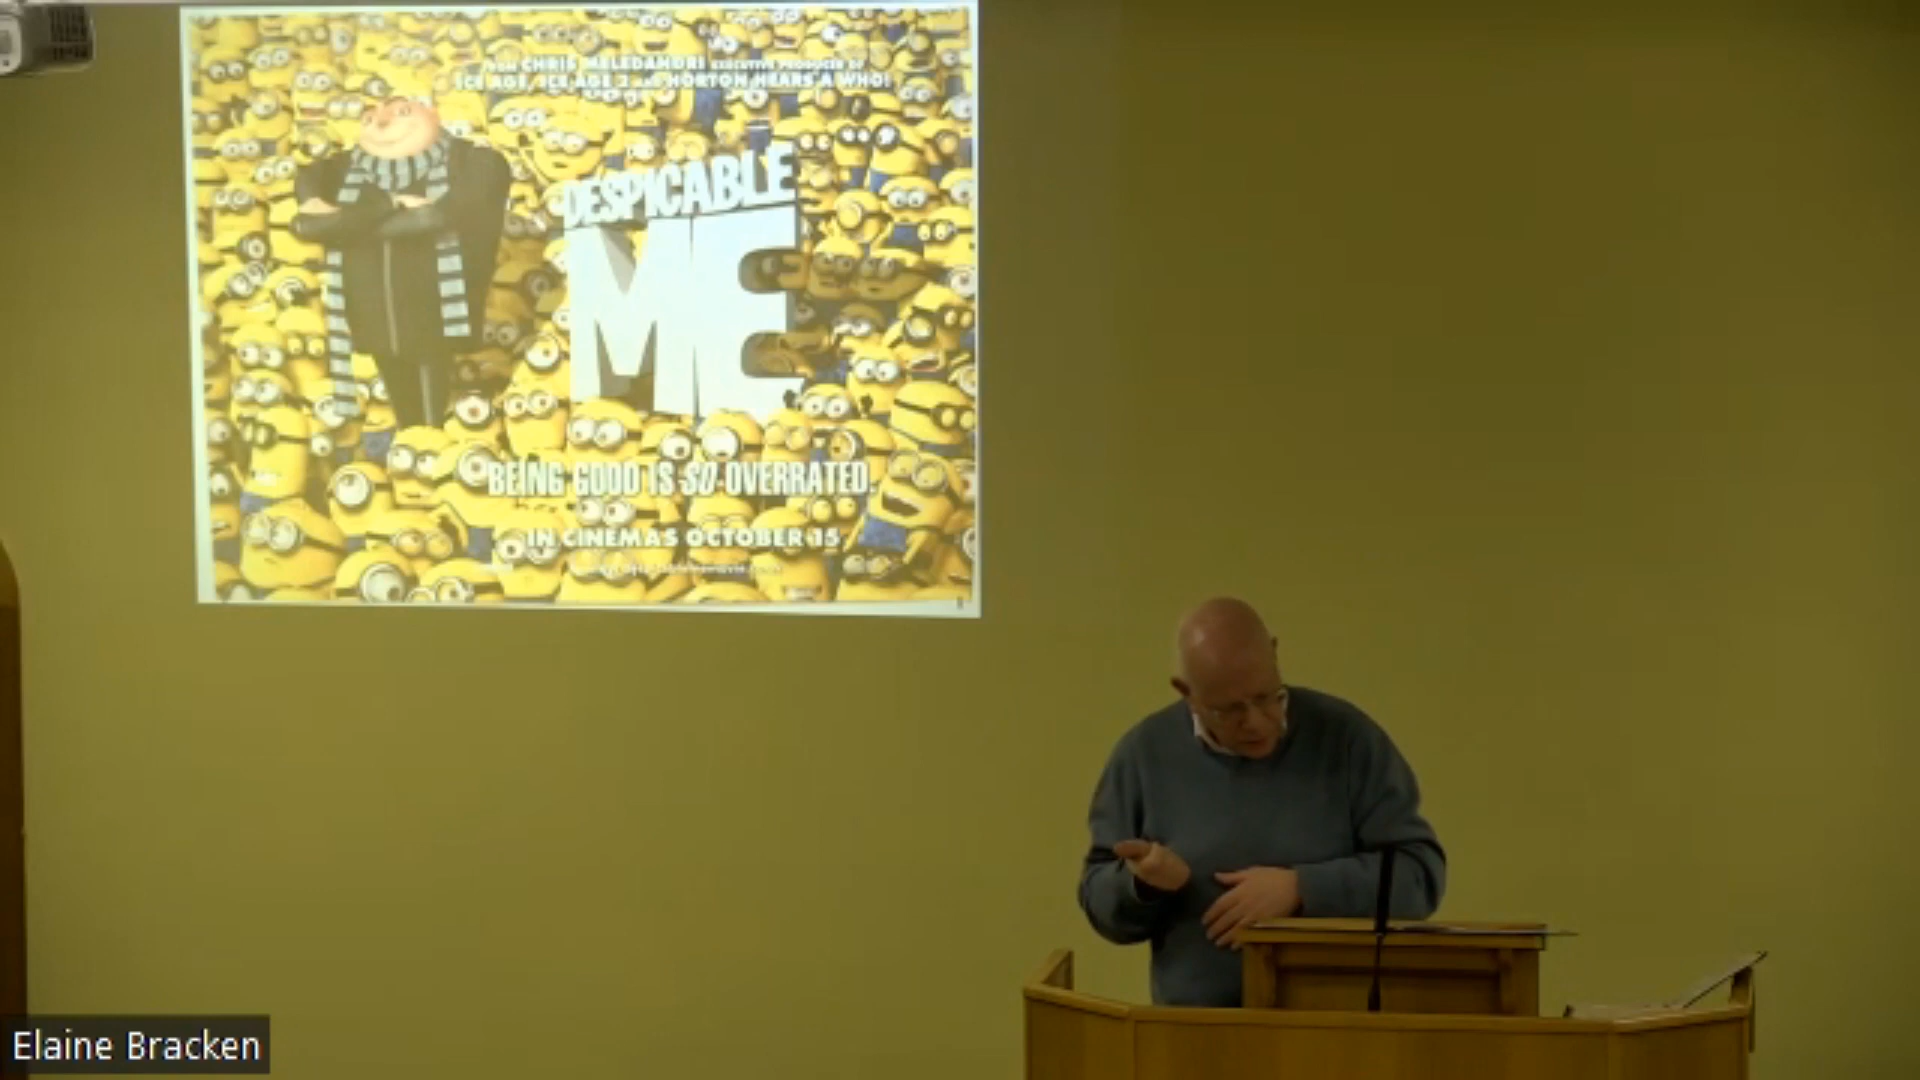 CHRIS MELEDANDRI EXECUTIVE PRODUCER OF
ICE AGE, ICE AGE 2 AND HORTON HEARS A WHO!
DESPICABLE
ME
BEING GOOD IS SO OVERRATED.
IN CINEMAS OCTOBER 15
Elaine Bracken